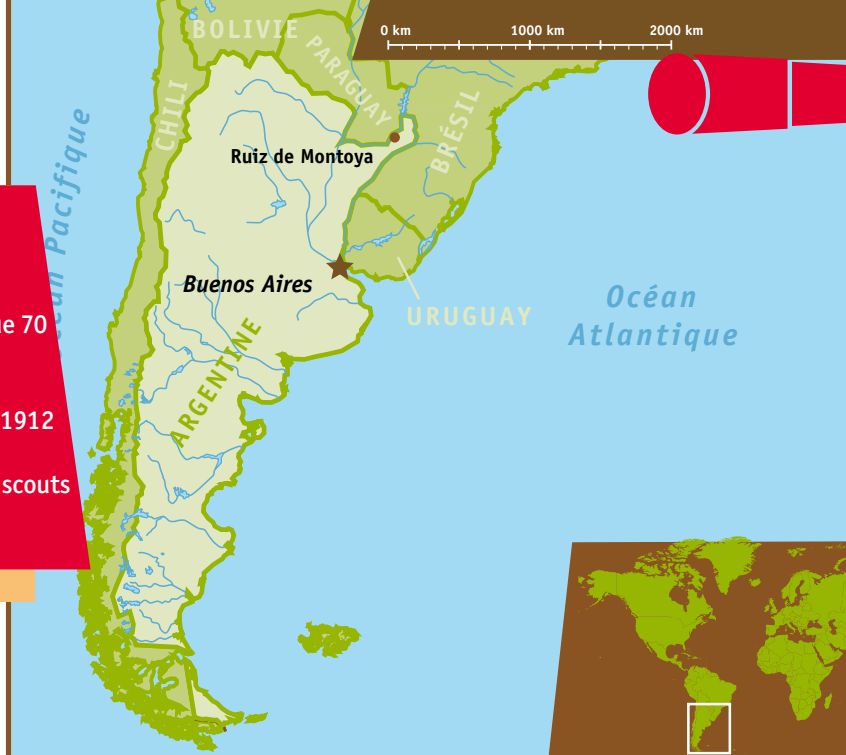 0 km 1000 km 2000 km
BOLIVIE
PARAGUAY
CHILI
BRÉSIL
Pacifique
Ruiz de Montoya
Buenos Aires
URUGUAY
Océan
Atlantique
ARGENTINE
70
1912
scouts